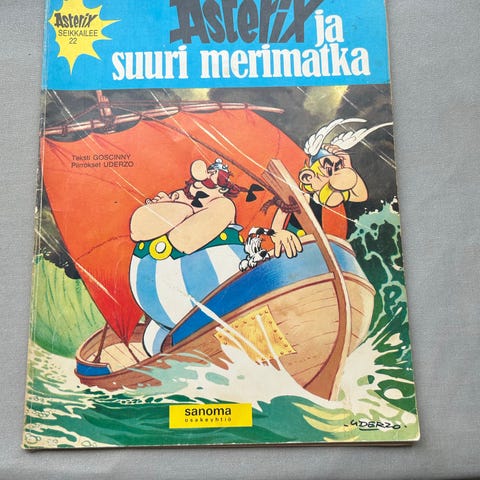 Asterix
SEIKKAILEE
22
Asterix ja
suuri merimatka
Teksti GOSCINNY
Piirrokset UDERZO
sanoma
osakeyhtiö
UDERZO